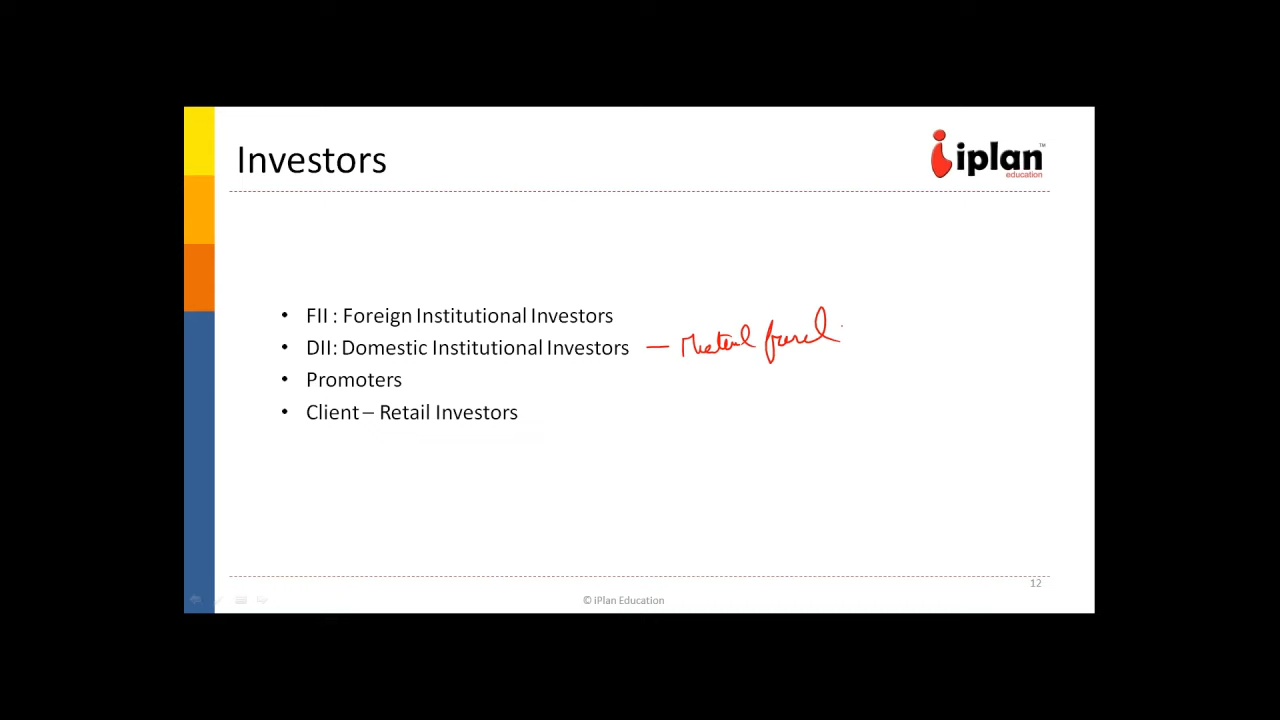 Investors
iplan™
education
• FII : Foreign Institutional Investors
• DII: Domestic Institutional Investors — Mutual fund
• Promoters
• Client – Retail Investors
12
© iPlan Education